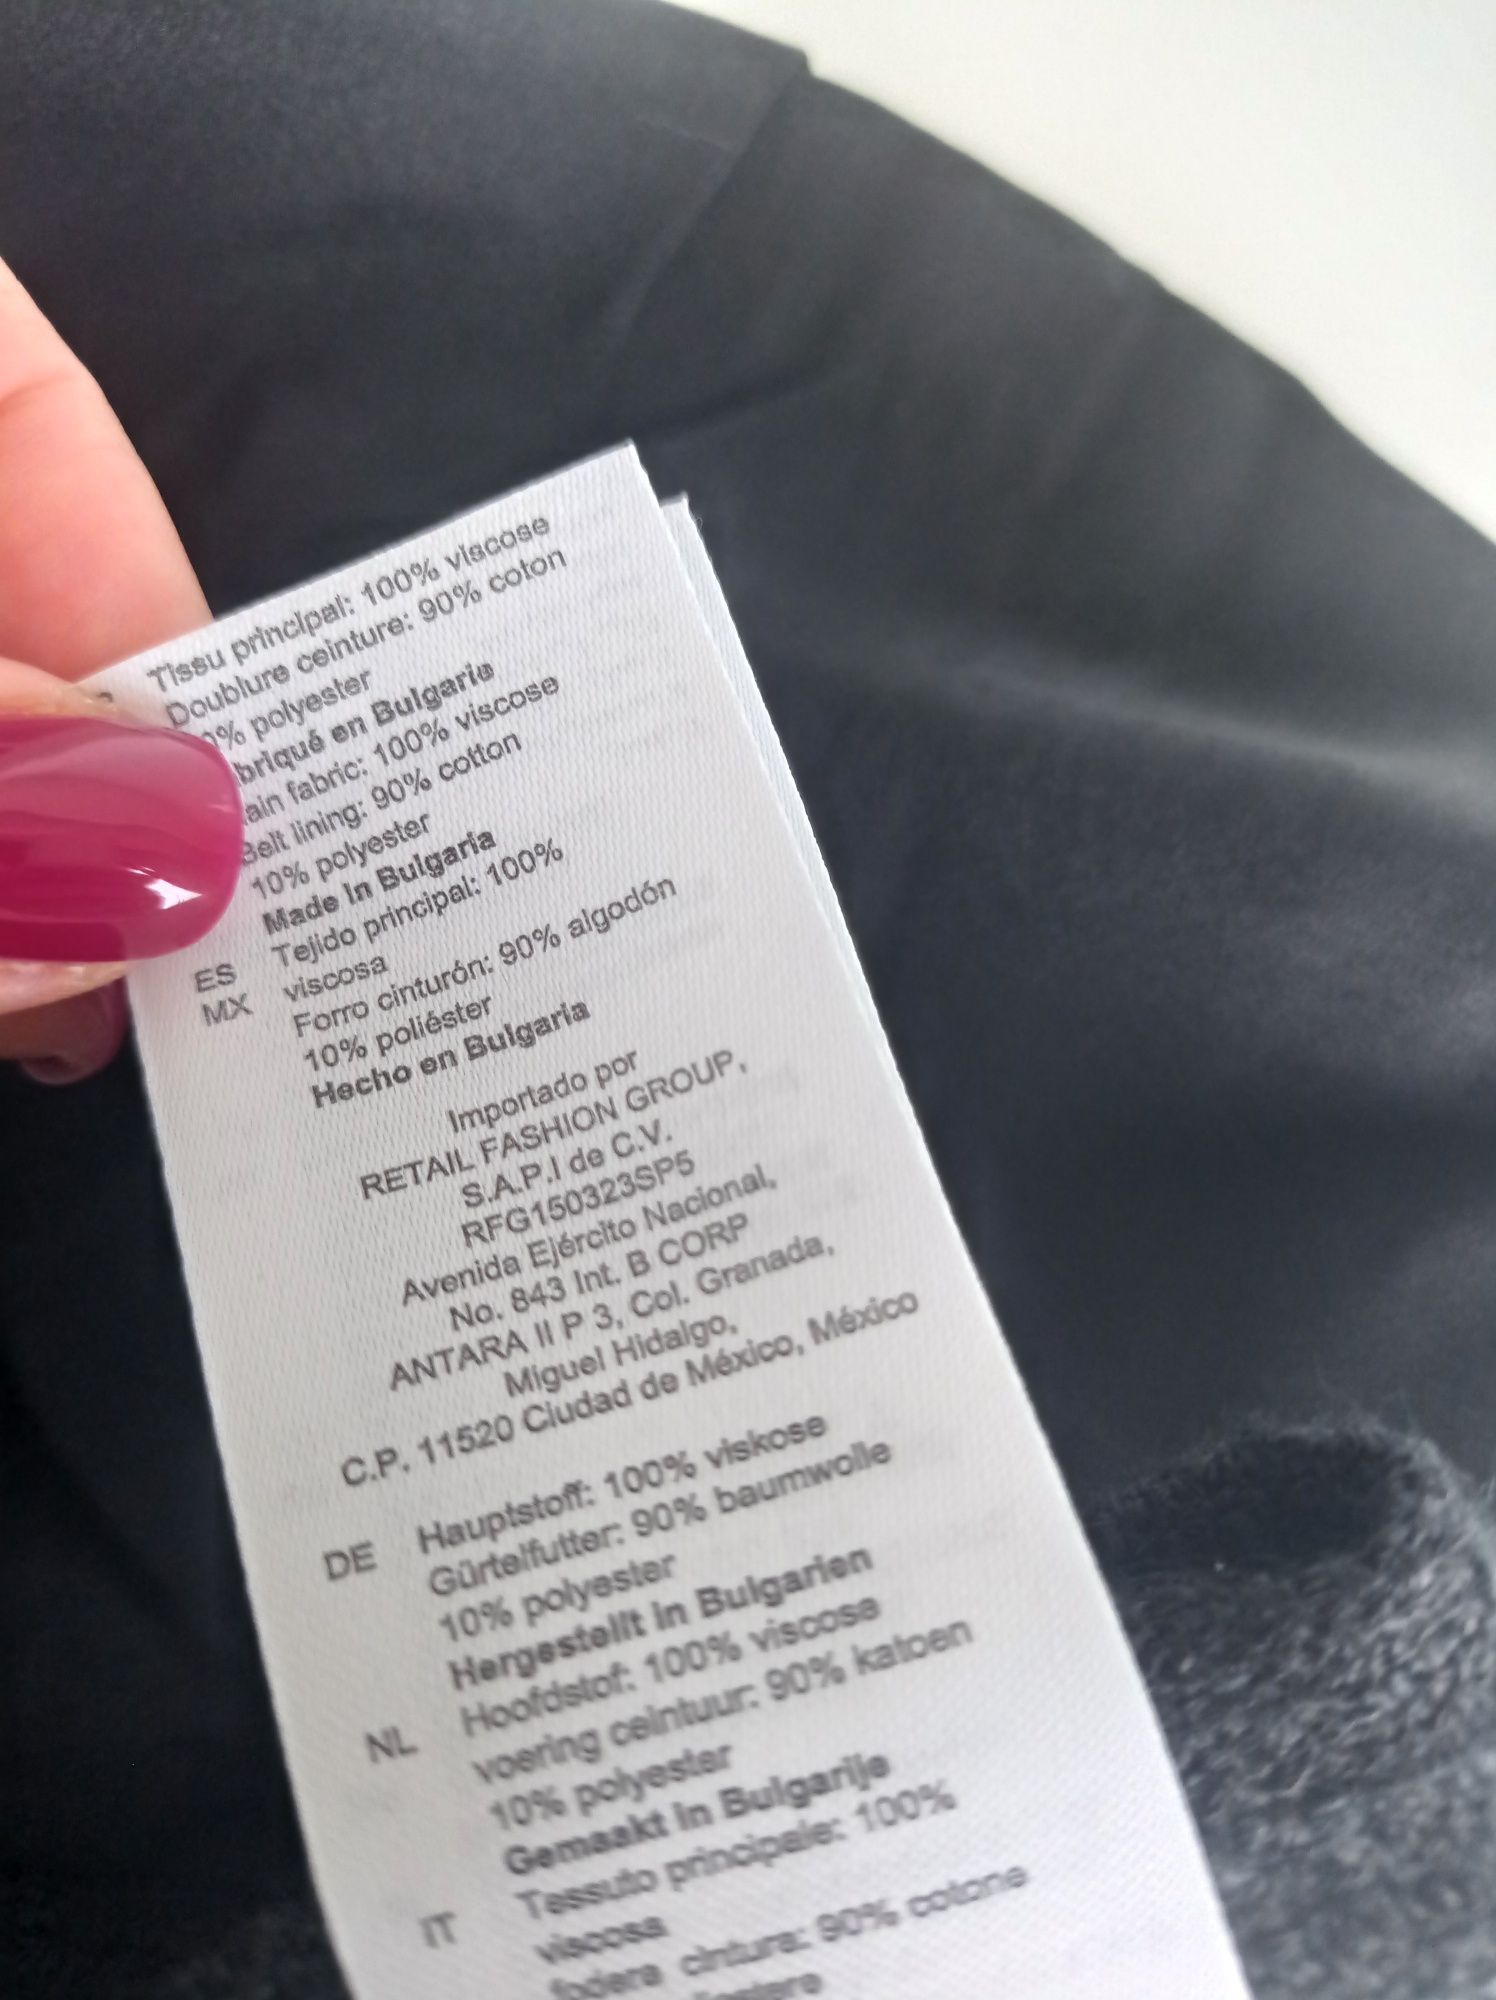 Tissu principal: 100% viscose
Doublure ceinture: 90% coton
0% polyester
briqué en Bulgarie
ain fabric: 100% viscose
Belt lining: 90% cotton
10% polyester
Made in Bulgaria
ES Tejido principal: 100%
MX viscosa
Forro cinturón: 90% algodón
10% poliéster
Hecho en Bulgaria
Importado por
RETAIL FASHION GROUP,
S.A.P.I de C.V.
RFG150323SP5
Avenida Ejército Nacional,
No. 843 Int. B CORP
ANTARA II P 3, Col. Granada,
Miguel Hidalgo,
C.P. 11520 Ciudad de México, México
DE Hauptstoff: 100% viskose
Gürtelfutter: 90% baumwolle
10% polyester
Hergestellt in Bulgarien
NL Hoofdstof: 100% viscose
voering ceintuur: 90% katoen
10% polyester
Gemaakt in Bulgarije
IT Tessuto principale: 100%
viscosa
fodera cintura: 90% cotone